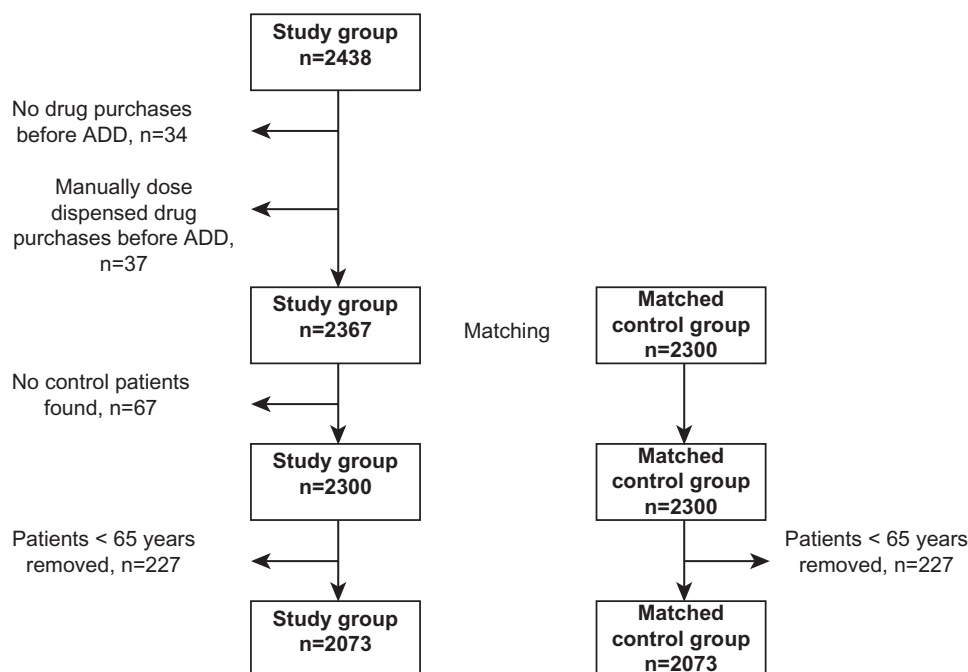 Study group
n=2438
No drug purchases
before ADD, n=34
Manually dose
dispensed drug
purchases before ADD,
n=37
Study group
n=2367
Matching
Matched
control group
n=2300
No control patients
found, n=67
Study group
n=2300
Matched
control group
n=2300
Patients < 65 years
removed, n=227
Patients < 65 years
removed, n=227
Study group
n=2073
Matched
control group
n=2073